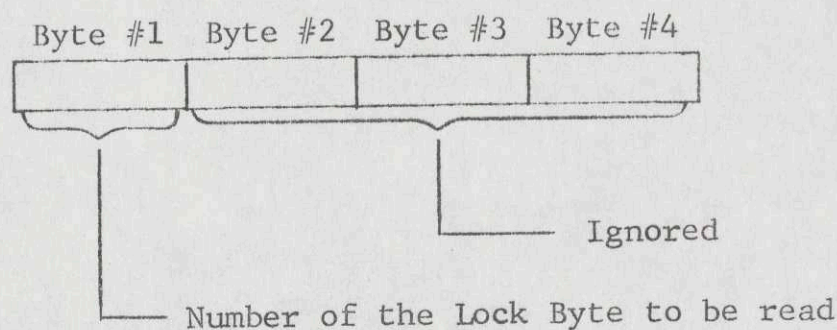 Byte #1 Byte #2 Byte #3 Byte #4
Ignored
Number of the Lock Byte to be read